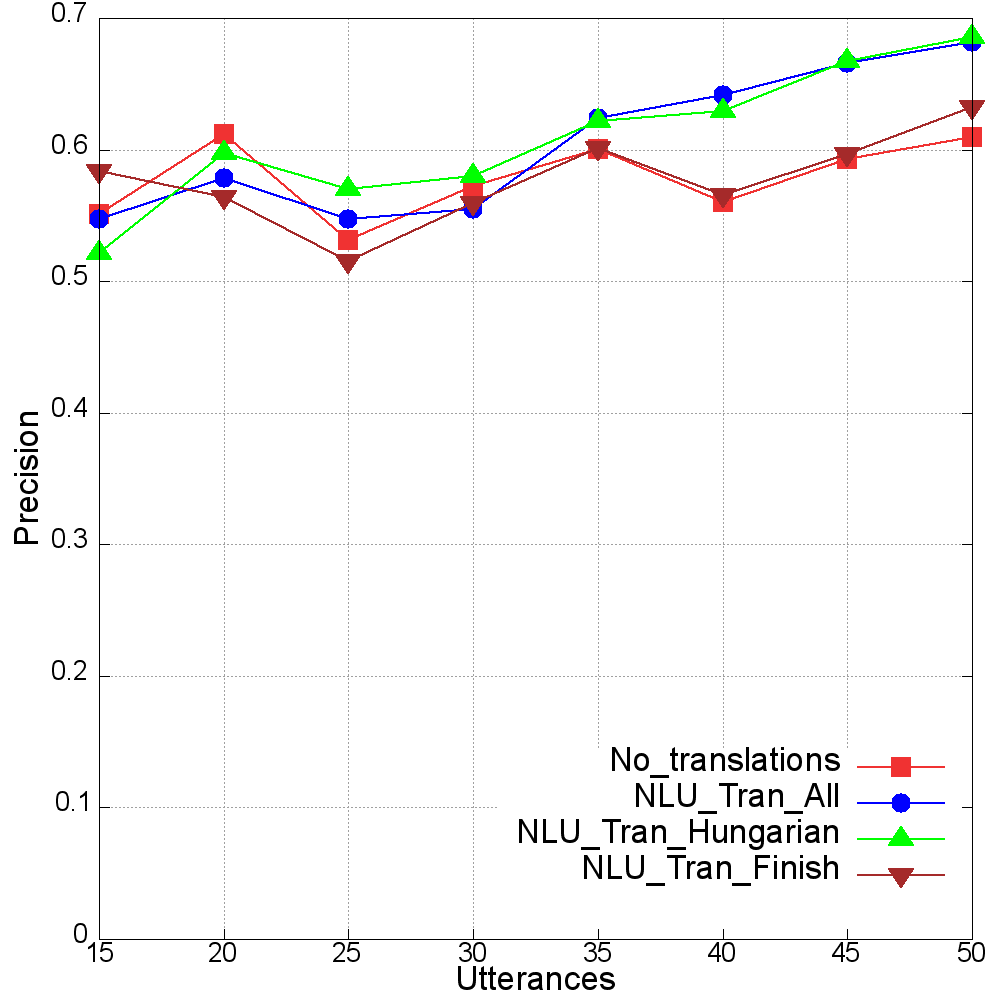 0.7
0.6
0.5
0.4
0.3
0.2
0.1
0
Precision
No_translations
NLU_Tran_All
NLU_Tran_Hungarian
NLU_Tran_Finish
15 20 25 30 35 40 45 50
Utterances